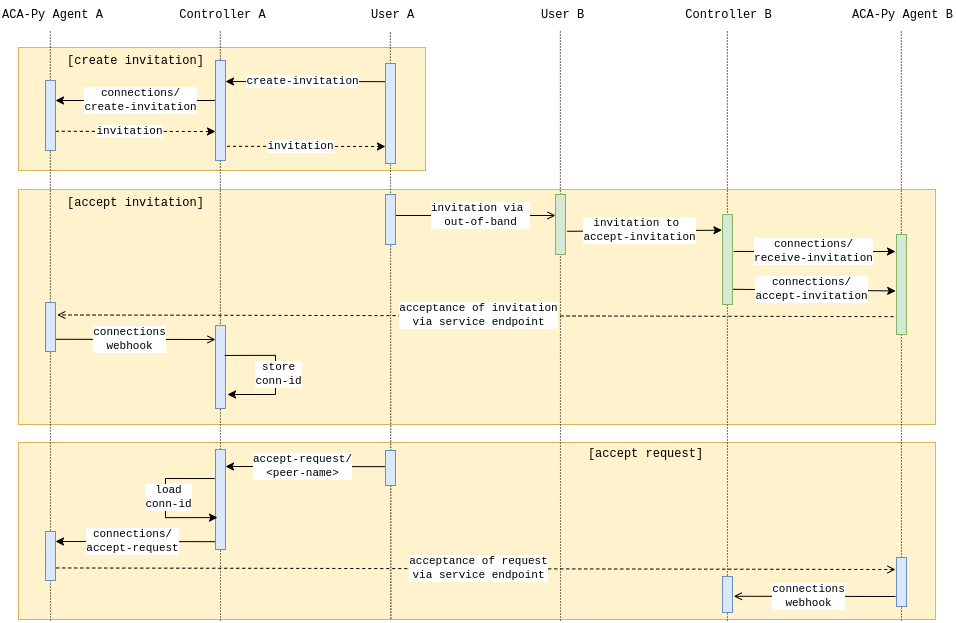 ACA-Py Agent A
Controller A
User A
User B
Controller B
ACA-Py Agent B
[create invitation]
create-invitation
connections/
create-invitation
invitation
invitation
[accept invitation]
invitation via
out-of-band
invitation to
accept-invitation
connections/
receive-invitation
connections/
accept-invitation
acceptance of invitation
via service endpoint
connections
webhook
store
conn-id
[accept request]
accept-request/
<peer-name>
load
conn-id
connections/
accept-request
acceptance of request
via service endpoint
connections
webhook